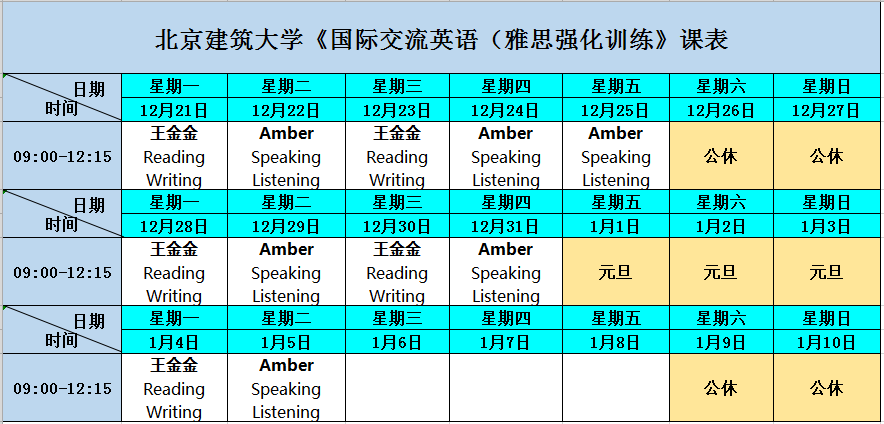 北京建筑大学《国际交流英语（雅思强化训练》课表
日期 星期一 星期二 星期三 星期四 星期五 星期六 星期日
时间 12月21日 12月22日 12月23日 12月24日 12月25日 12月26日 12月27日
王金金 Amber 王金金 Amber Amber
09:00-12:15 Reading Speaking Reading Speaking Speaking 公休 公休
Writing Listening Writing Listening Listening
日期 星期一 星期二 星期三 星期四 星期五 星期六 星期日
时间 12月28日 12月29日 12月30日 12月31日 1月1日 1月2日 1月3日
王金金 Amber 王金金 Amber
09:00-12:15 Reading Speaking Reading Speaking 元旦 元旦 元旦
Writing Listening Writing Listening
日期 星期一 星期二 星期三 星期四 星期五 星期六 星期日
时间 1月4日 1月5日 1月6日 1月7日 1月8日 1月9日 1月10日
王金金 Amber
09:00-12:15 Reading Speaking 公休 公休
Writing Listening